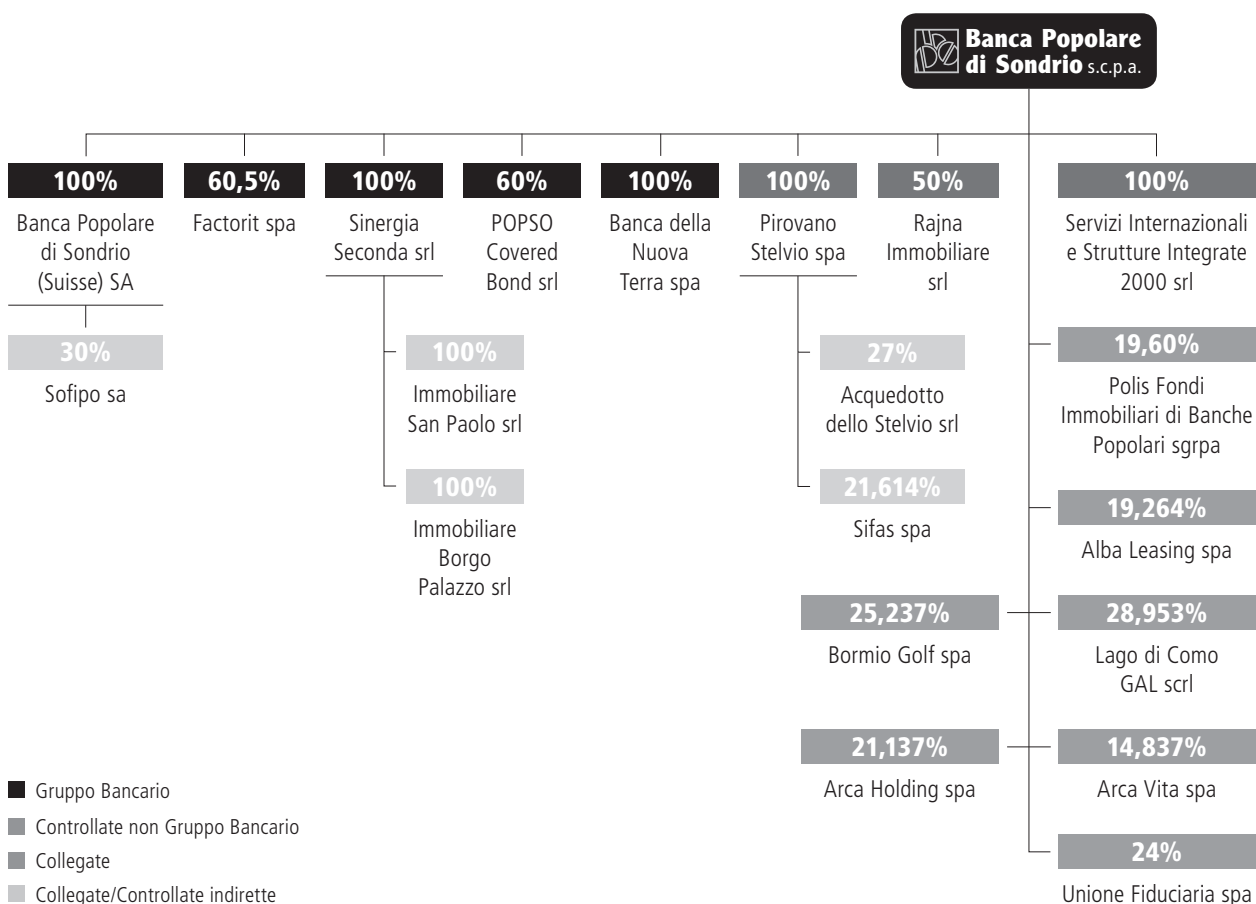 Banca Popolare
di Sondrio s.c.p.a.
100%
Banca Popolare
di Sondrio
(Suisse) SA
30%
Sofipo sa
60,5%
Factorit spa
100%
Sinergia
Seconda srl
100%
Immobiliare
San Paolo srl
100%
Immobiliare
Borgo
Palazzo srl
60%
POPSO
Covered
Bond srl
100%
Banca della
Nuova
Terra spa
100%
Pirovano
Stelvio spa
27%
Acquedotto
dello Stelvio srl
21,614%
Sifas spa
50%
Rajna
Immobiliare
srl
100%
Servizi Internazionali
e Strutture Integrate
2000 srl
19,60%
Polis Fondi
Immobiliari di Banche
Popolari sgrpa
19,264%
Alba Leasing spa
25,237%
Bormio Golf spa
28,953%
Lago di Como
GAL scrl
21,137%
Arca Holding spa
14,837%
Arca Vita spa
24%
Unione Fiduciaria spa
Gruppo Bancario
Controllate non Gruppo Bancario
Collegate
Collegate/Controllate indirette